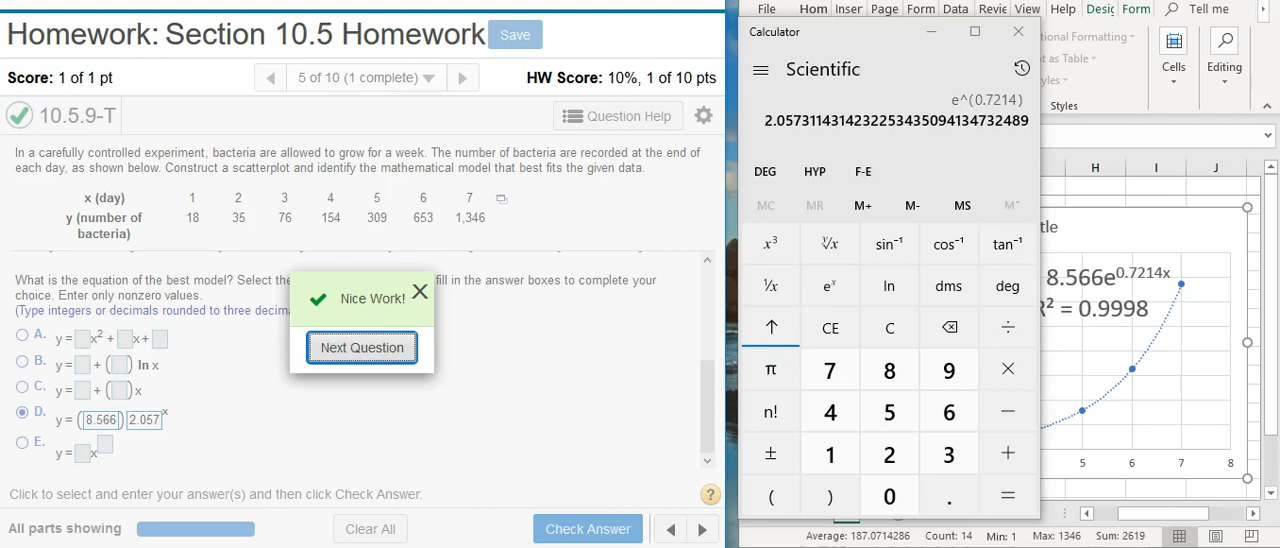 Homework: Section 10.5 Homework
Save
Score: 1 of 1 pt
5 of 10 (1 complete)
HW Score: 10%, 1 of 10 pts
10.5.9-T
Question Help
In a carefully controlled experiment, bacteria are allowed to grow for a week. The number of bacteria are recorded at the end of
each day, as shown below. Construct a scatterplot and identify the mathematical model that best fits the given data.
x (day) 1 2 3 4 5 6 7
y (number of 18 35 76 154 309 653 1,346
bacteria)
What is the equation of the best model? Select the fill in the answer boxes to complete your
choice. Enter only nonzero values.
(Type integers or decimals rounded to three decim
A. y = x² + x +
B. y = + ( ) ln x
C. y = + ( ) x
D. y = (8.566) 2.057ˣ
E. y = x
Nice Work!
Next Question
Click to select and enter your answer(s) and then click Check Answer.
?
All parts showing
Clear All
Check Answer
File Hom Inser Page Form Data Revie View Help Desig Form Tell me
Calculator
Scientific
e^(0.7214)
2.0573114314232253435094134732489
DEG HYP F-E
MC MR M+ M- MS M˅
x³ ʸ√x sin⁻¹ cos⁻¹ tan⁻¹
¹/x eˣ ln dms deg
↑ CE C ÷
π 7 8 9 ×
n! 4 5 6 −
± 1 2 3 +
( ) 0 . =
tional Formatting
t as Table
yles
Styles
Cells
Editing
H I J
tle
8.566e^0.7214x
R² = 0.9998
5 6 7 8
Average: 187.0714286 Count: 14 Min: 1 Max: 1346 Sum: 2619